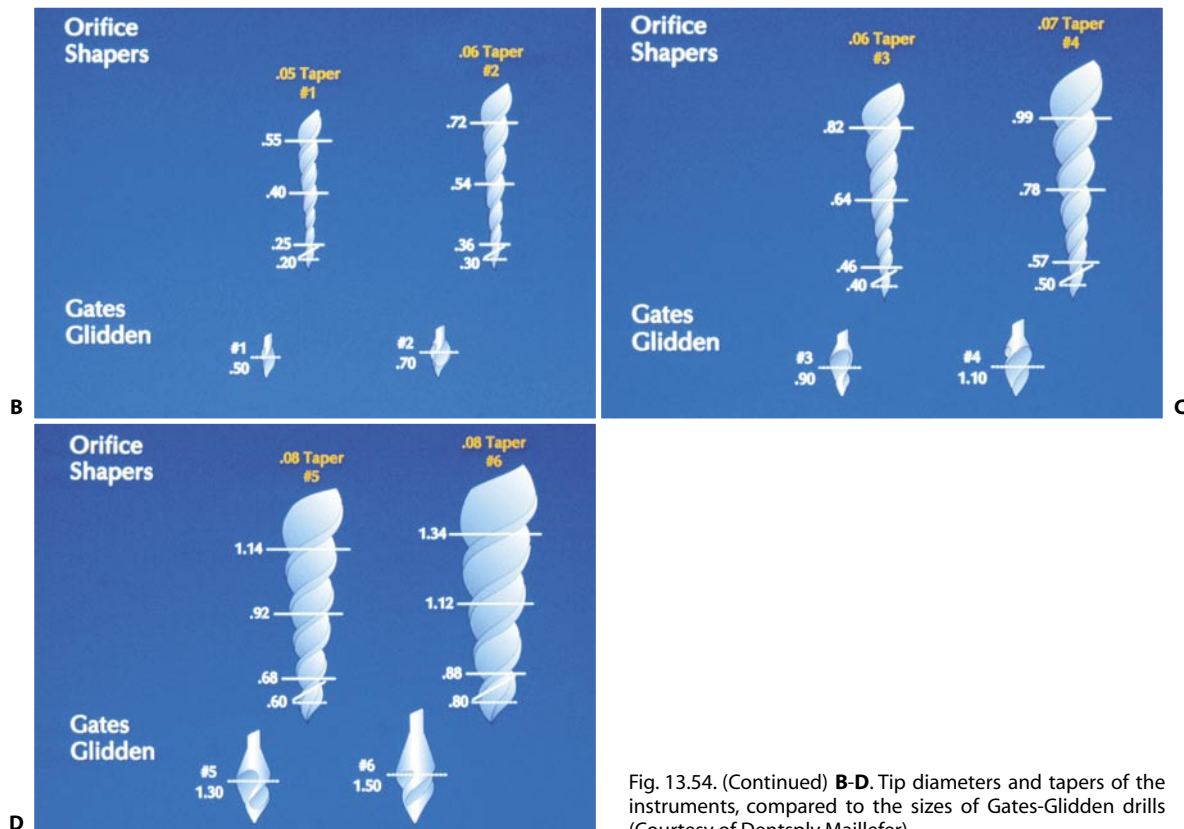 Orifice
Shapers
.05 Taper
#1
.06 Taper
#2
.55
.40
.25
.20
.72
.54
.36
.30
Gates
Glidden
#1
.50
#2
.70
B
Orifice
Shapers
.06 Taper
#3
.07 Taper
#4
.82
.64
.46
.40
.99
.78
.57
.50
Gates
Glidden
#3
.90
#4
1.10
C
Orifice
Shapers
.08 Taper
#5
.08 Taper
#6
1.14
.92
.68
.60
1.34
1.12
.88
.80
Gates
Glidden
#5
1.30
#6
1.50
D
Fig. 13.54. (Continued) B-D. Tip diameters and tapers of the
instruments, compared to the sizes of Gates-Glidden drills
(Courtesy of Dentsply Maillefer)